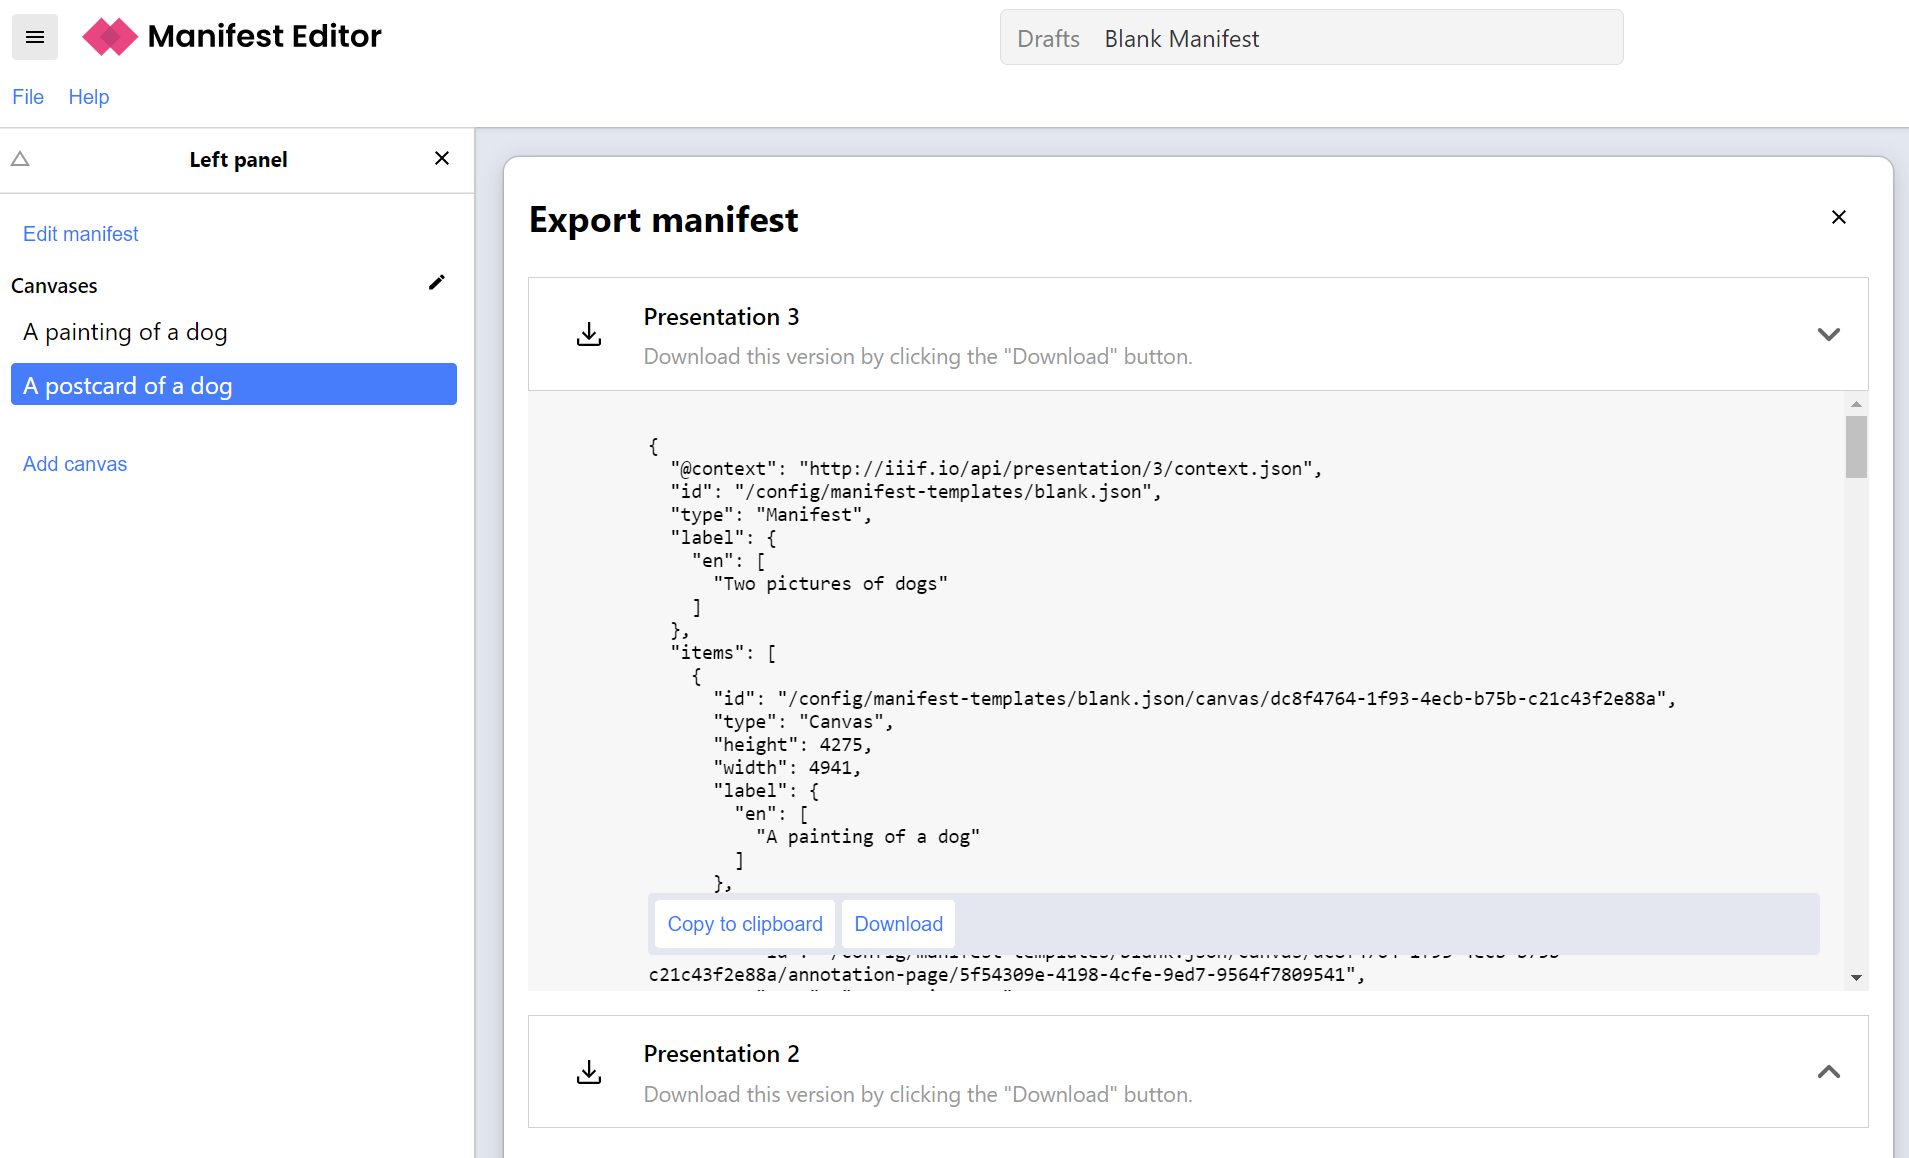 Manifest Editor
Drafts Blank Manifest
File Help
Left panel
Edit manifest
Canvases
A painting of a dog
A postcard of a dog
Add canvas
Export manifest
Presentation 3
Download this version by clicking the "Download" button.
{
"@context": "http://iiif.io/api/presentation/3/context.json",
"id": "/config/manifest-templates/blank.json",
"type": "Manifest",
"label": {
"en": [
"Two pictures of dogs"
]
},
"items": [
{
"id": "/config/manifest-templates/blank.json/canvas/dc8f4764-1f93-4ecb-b75b-c21c43f2e88a",
"type": "Canvas",
"height": 4275,
"width": 4941,
"label": {
"en": [
"A painting of a dog"
]
},
Copy to clipboard Download
c21c43f2e88a/annotation-page/5f54309e-4198-4cfe-9ed7-9564f7809541",
Presentation 2
Download this version by clicking the "Download" button.